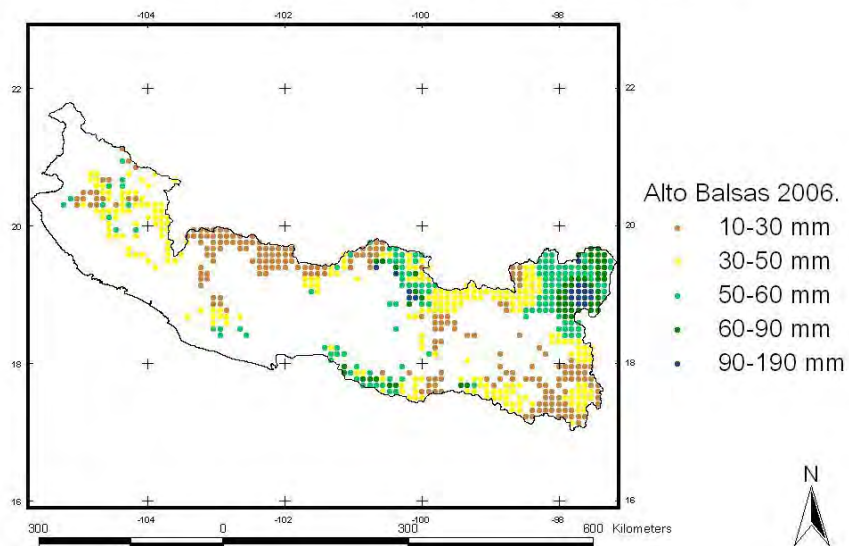 -104 -102 -100 -98
22 22
20 20
18 18
16 16
-104 -102 -100 -98
300 0 300 600 Kilometers
Alto Balsas 2006.
10-30 mm
30-50 mm
50-60 mm
60-90 mm
90-190 mm
N